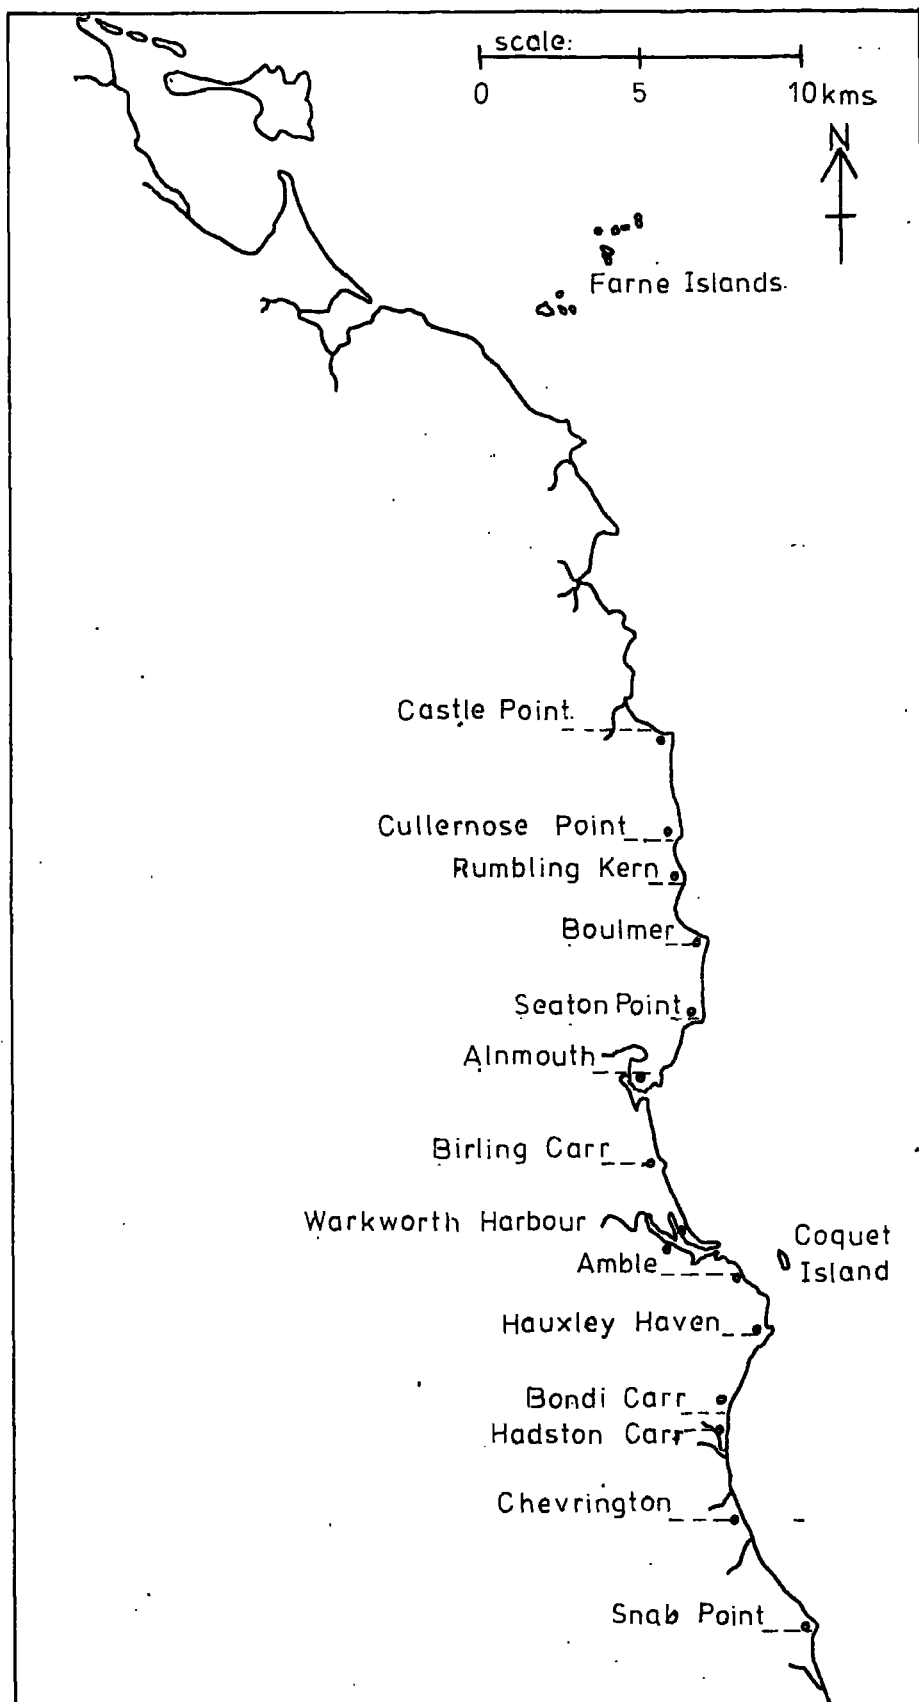 scale:
0 5 10kms
N
Farne Islands.
Castle Point.
Cullernose Point
Rumbling Kern
Boulmer
Seaton Point
Alnmouth
Birling Carr
Warkworth Harbour
Coquet
Island
Amble
Hauxley Haven
Bondi Carr
Hadston Carr
Chevrington
Snab Point